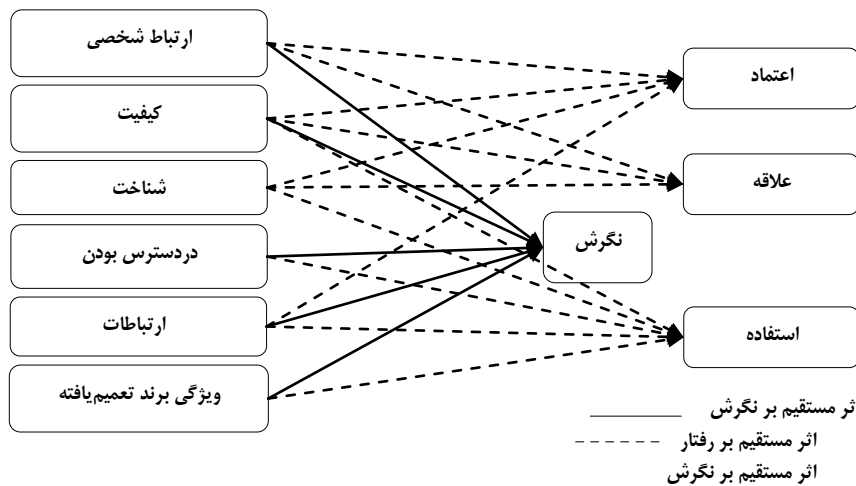 ارتباط شخصی
کیفیت
شناخت
دردسترس بودن
ارتباطات
ویژگی برند تعمیم‌یافته
نگرش
اعتماد
علاقه
استفاده
ثر مستقیم بر نگرش
اثر مستقیم بر رفتار
اثر مستقیم بر نگرش